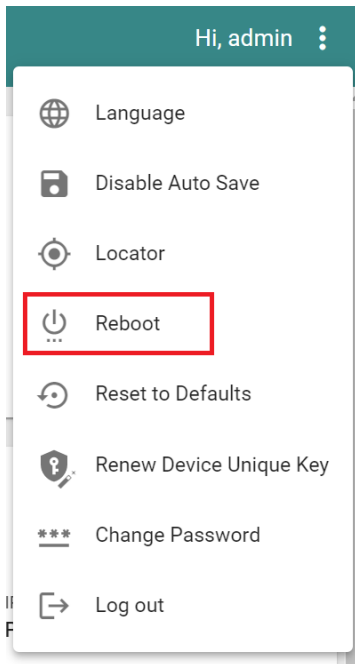 Hi, admin
Language
Disable Auto Save
Locator
Reboot
Reset to Defaults
Renew Device Unique Key
Change Password
Log out